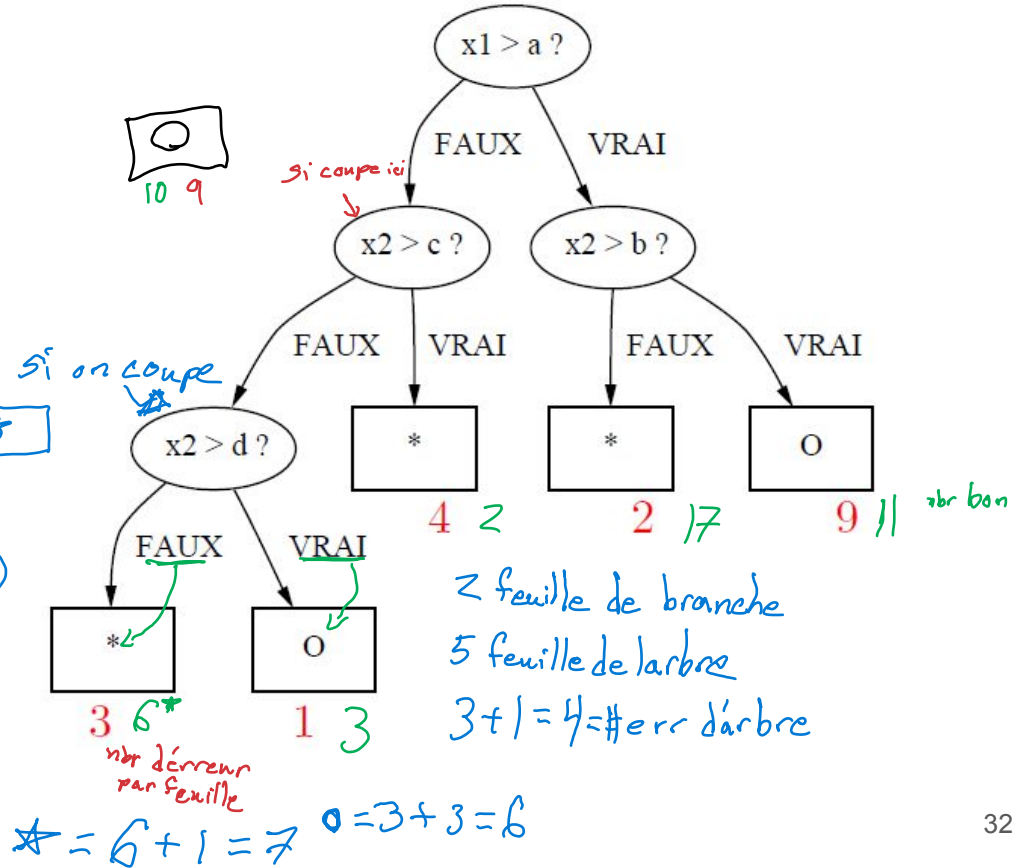 x1 > a ?
FAUX VRAI
10 9
si coupe ici
x2 > c ? x2 > b ?
FAUX VRAI FAUX VRAI
si on coupe
x2 > d ? * * O
4 2 2 17 9 11 nbr bon
FAUX VRAI
2 feuille de branche
* O
5 feuille de larbre
3 6* 1 3
3+1=4=#err d'arbre
nbr d'érreur
par feuille
* = 6+1=7 o=3+3=6
32